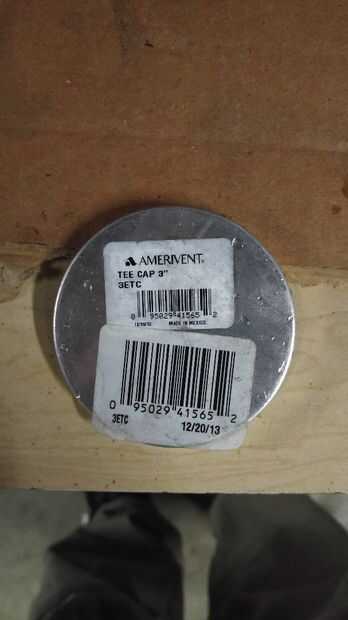 AMERIVENT®
TEE CAP 3"
3ETC
0 95029 41565 2
MADE IN MEXICO
0 95029 41565 2
3ETC
12/20/13